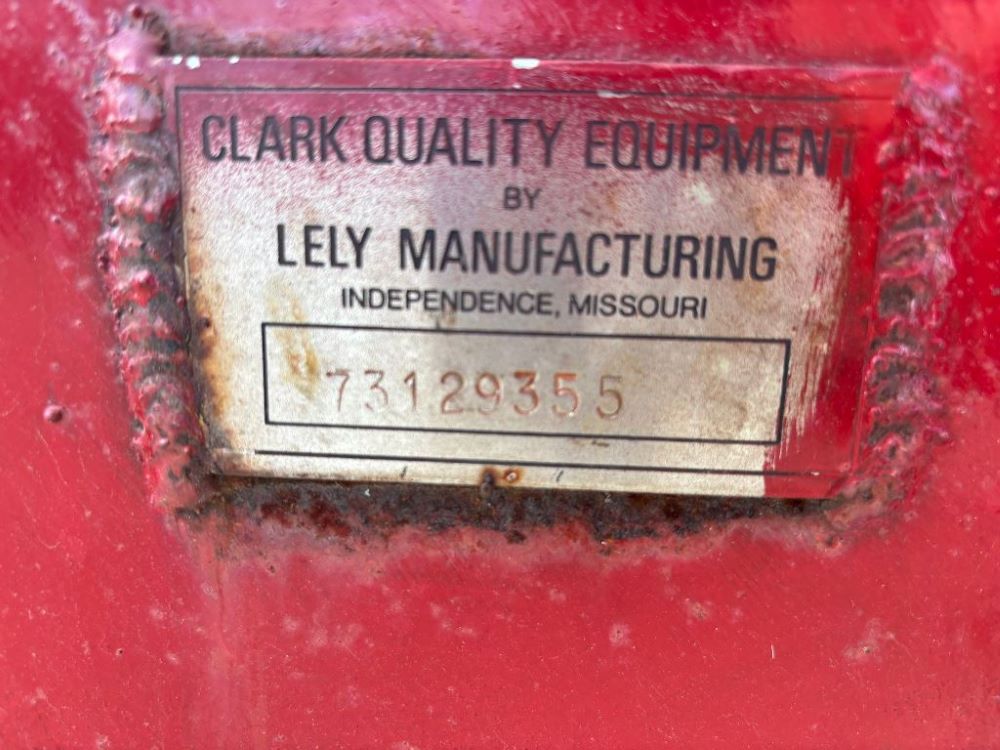 CLARK QUALITY EQUIPMENT
BY
LELY MANUFACTURING
INDEPENDENCE, MISSOURI
73129355